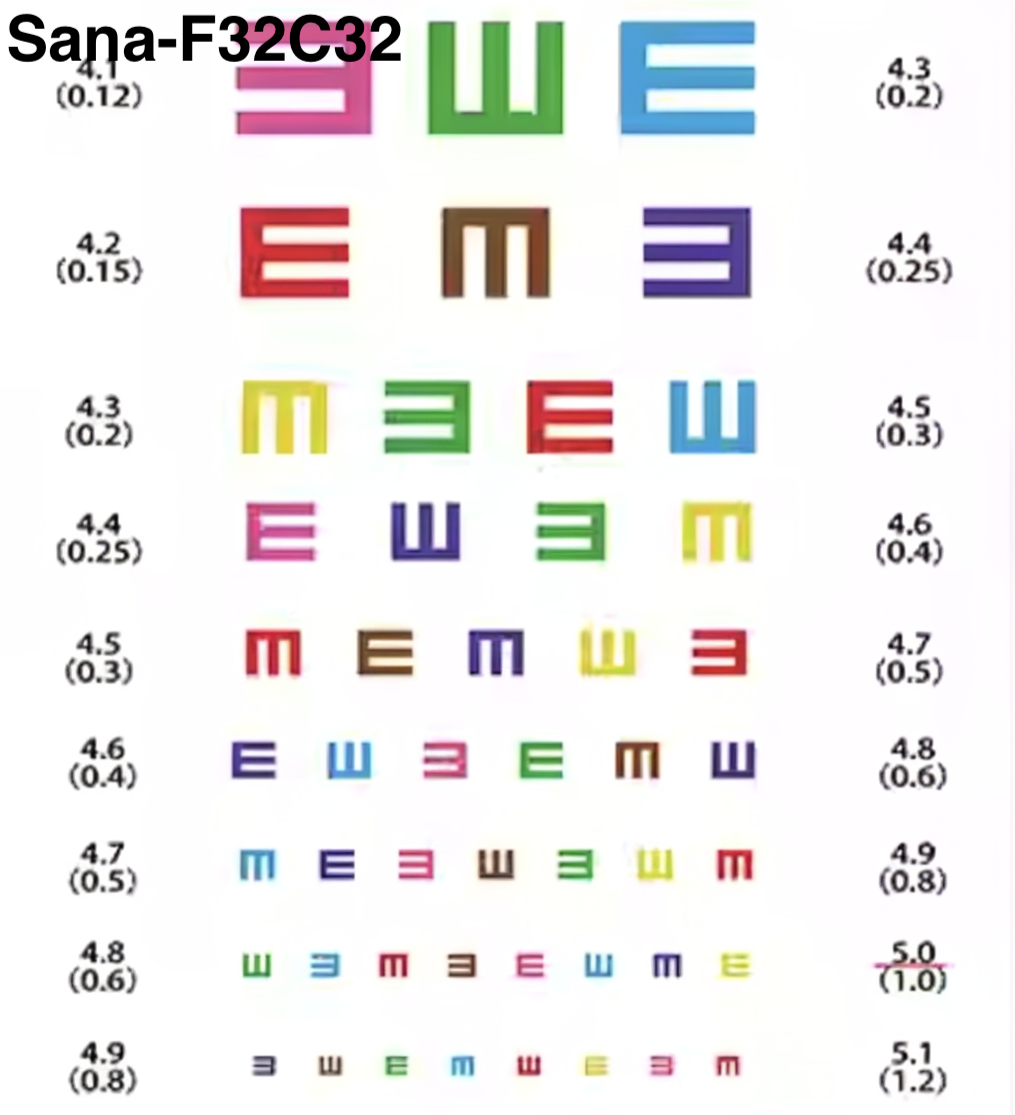 Sana-F32C32
4.1 Ǝ Ш E 4.3
(0.12) (0.2)
4.2 E m Ǝ 4.4
(0.15) (0.25)
4.3 m Ǝ E Ш 4.5
(0.2) (0.3)
4.4 E Ш Ǝ m 4.6
(0.25) (0.4)
4.5 m E m Ш Ǝ 4.7
(0.3) (0.5)
4.6 E Ш Ǝ E m Ш 4.8
(0.4) (0.6)
4.7 m E Ǝ Ш Ǝ Ш m 4.9
(0.5) (0.8)
4.8 Ш Ǝ m Ǝ E Ш m E 5.0
(0.6) (1.0)
4.9 Ǝ Ш E m Ш E Ǝ m 5.1
(0.8) (1.2)